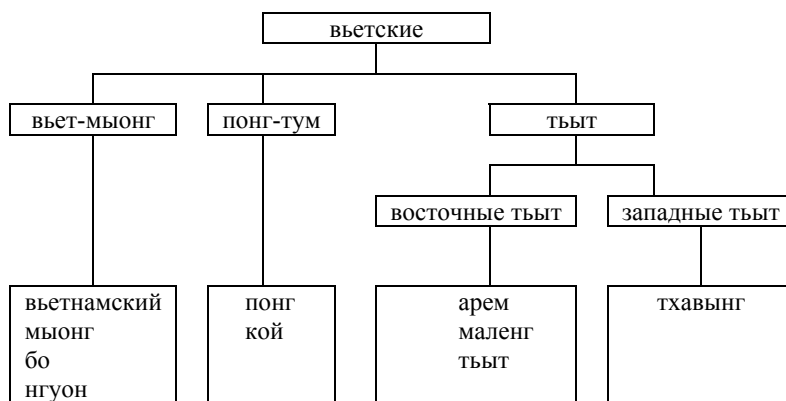 вьетские
вьет-мыонг понг-тум тьыт
восточные тьыт западные тьыт
вьетнамский понг арем тхавынг
мыонг кой маленг
бо тьыт
нгуон